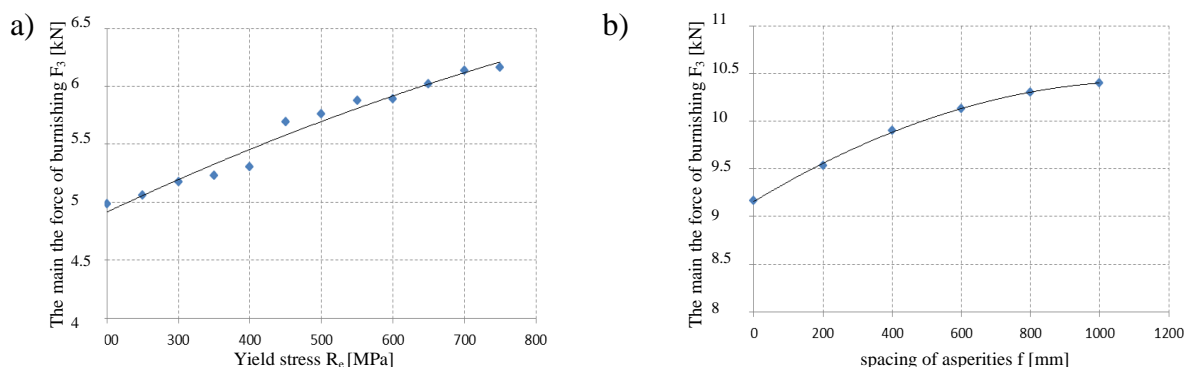 a)
The main the force of burnishing F₃ [kN]
6.5
6
5.5
5
4.5
4
00 300 400 500 600 700 800
Yield stress Rₑ [MPa]
b)
The main the force of burnishing F₃ [kN]
11
10.5
10
9.5
9
8.5
8
0 200 400 600 800 1000 1200
spacing of asperities f [mm]